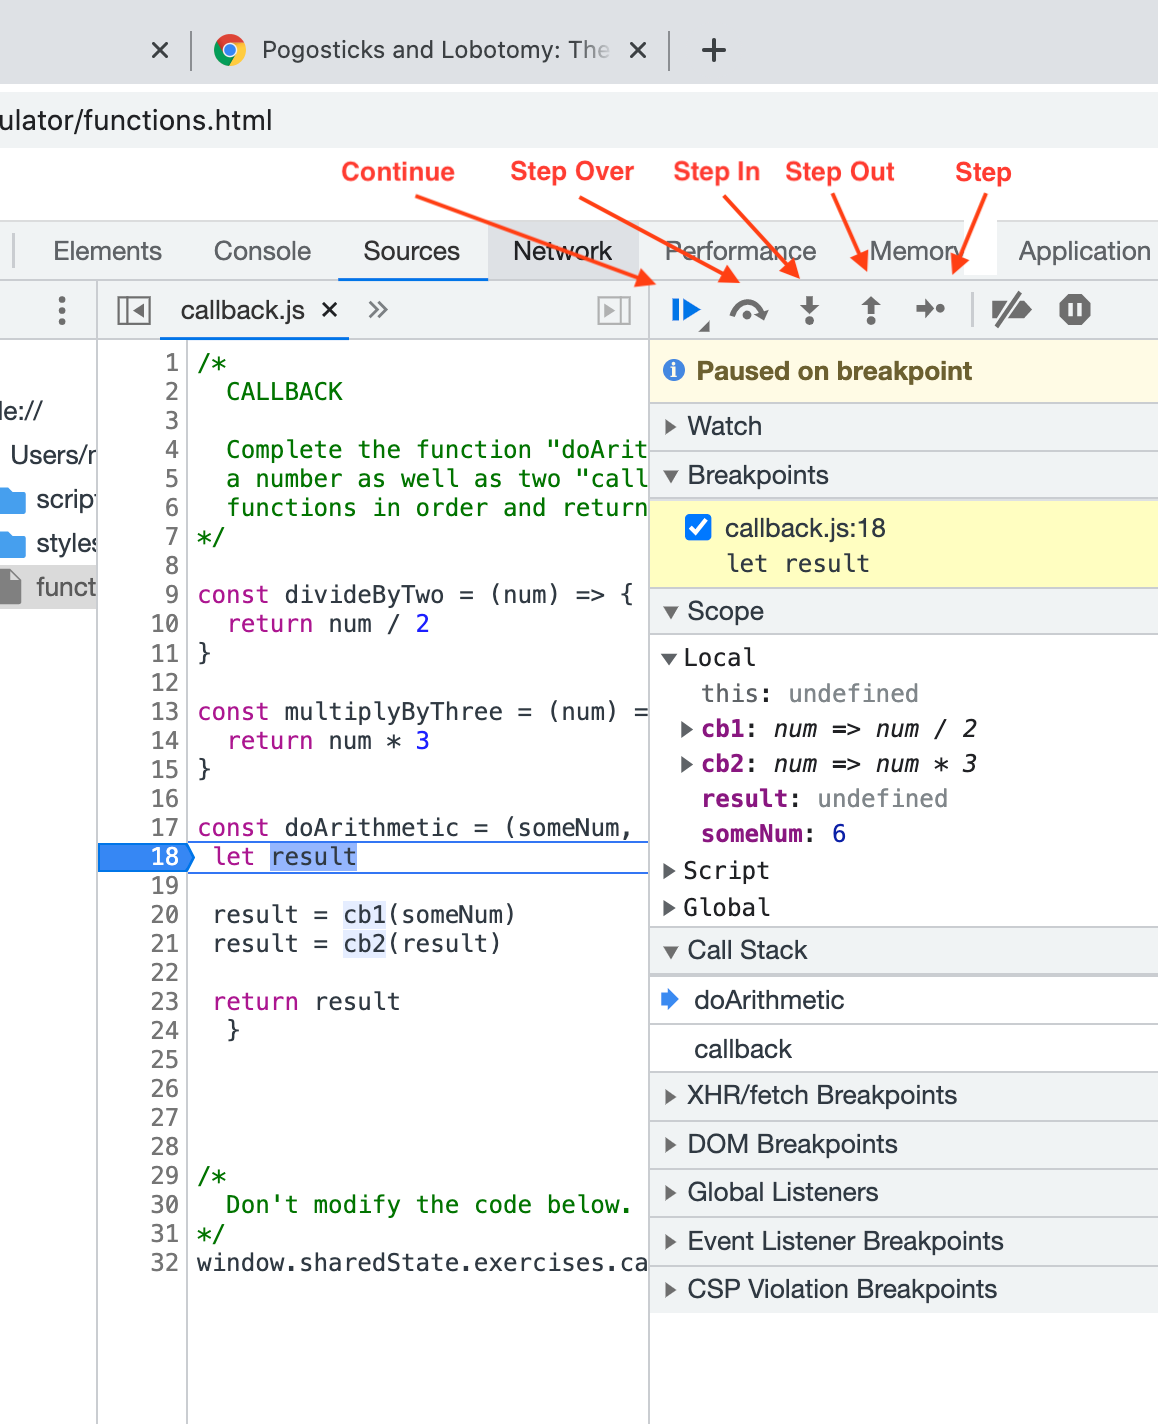 Pogosticks and Lobotomy: The
ulator/functions.html
Continue Step Over Step In Step Out Step
Elements Console Sources Network Performance Memory Application
callback.js
le://
Users/r
script
styles
funct
1 /*
2 CALLBACK
3
4 Complete the function "doArit
5 a number as well as two "call
6 functions in order and return
7 */
8
9 const divideByTwo = (num) => {
10 return num / 2
11 }
12
13 const multiplyByThree = (num) =
14 return num * 3
15 }
16
17 const doArithmetic = (someNum,
18 let result
19
20 result = cb1(someNum)
21 result = cb2(result)
22
23 return result
24 }
25
26
27
28
29 /*
30 Don't modify the code below.
31 */
32 window.sharedState.exercises.ca
Paused on breakpoint
Watch
Breakpoints
callback.js:18
let result
Scope
Local
this: undefined
cb1: num => num / 2
cb2: num => num * 3
result: undefined
someNum: 6
Script
Global
Call Stack
doArithmetic
callback
XHR/fetch Breakpoints
DOM Breakpoints
Global Listeners
Event Listener Breakpoints
CSP Violation Breakpoints